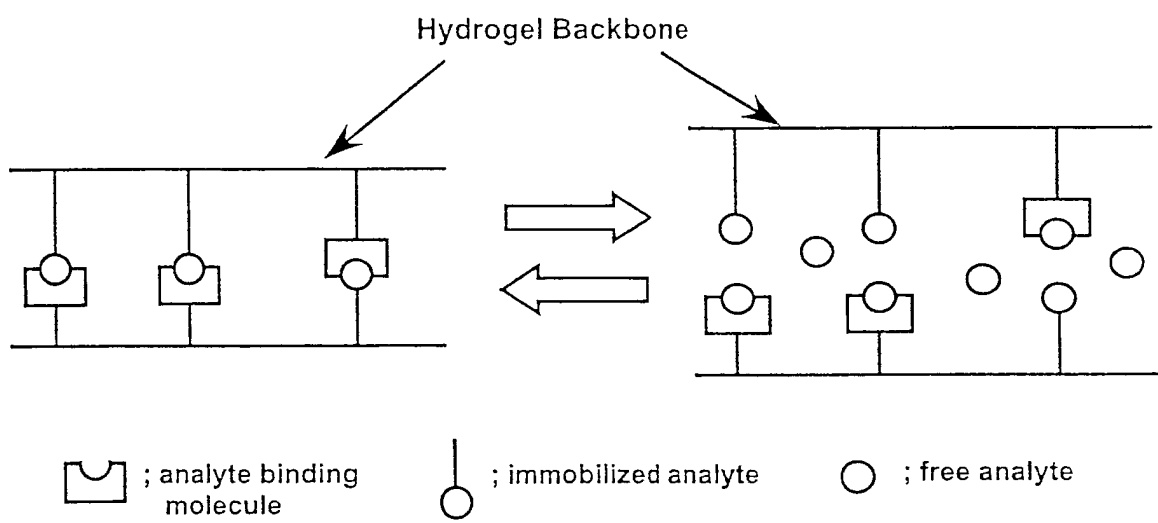 Hydrogel Backbone
; analyte binding
molecule
; immobilized analyte
; free analyte